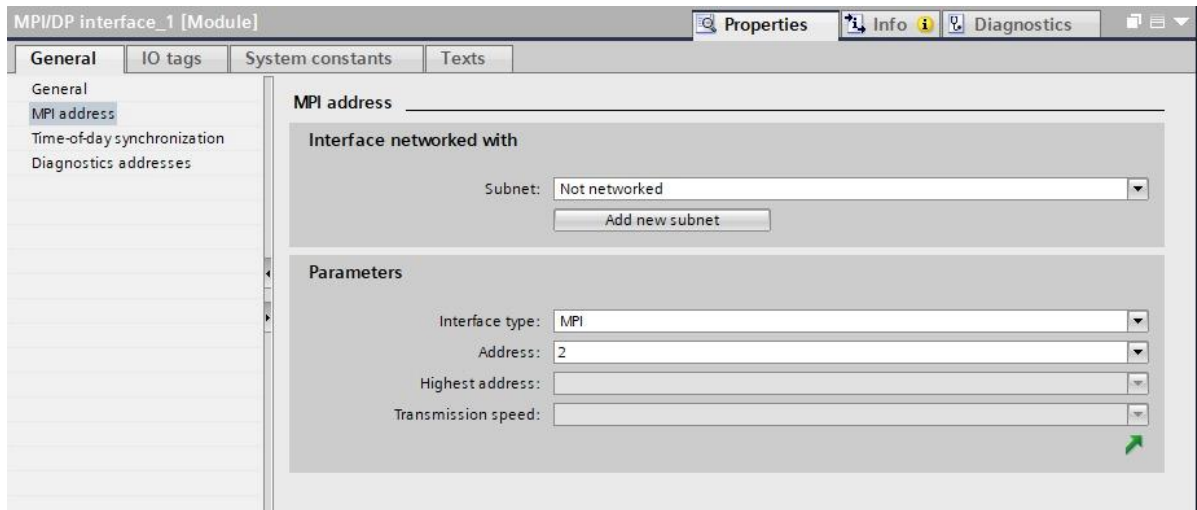 MPI/DP interface_1 [Module]
Properties
Info
Diagnostics
General
IO tags
System constants
Texts
General
MPI address
Time-of-day synchronization
Diagnostics addresses
MPI address
Interface networked with
Subnet: Not networked
Add new subnet
Parameters
Interface type: MPI
Address: 2
Highest address:
Transmission speed: